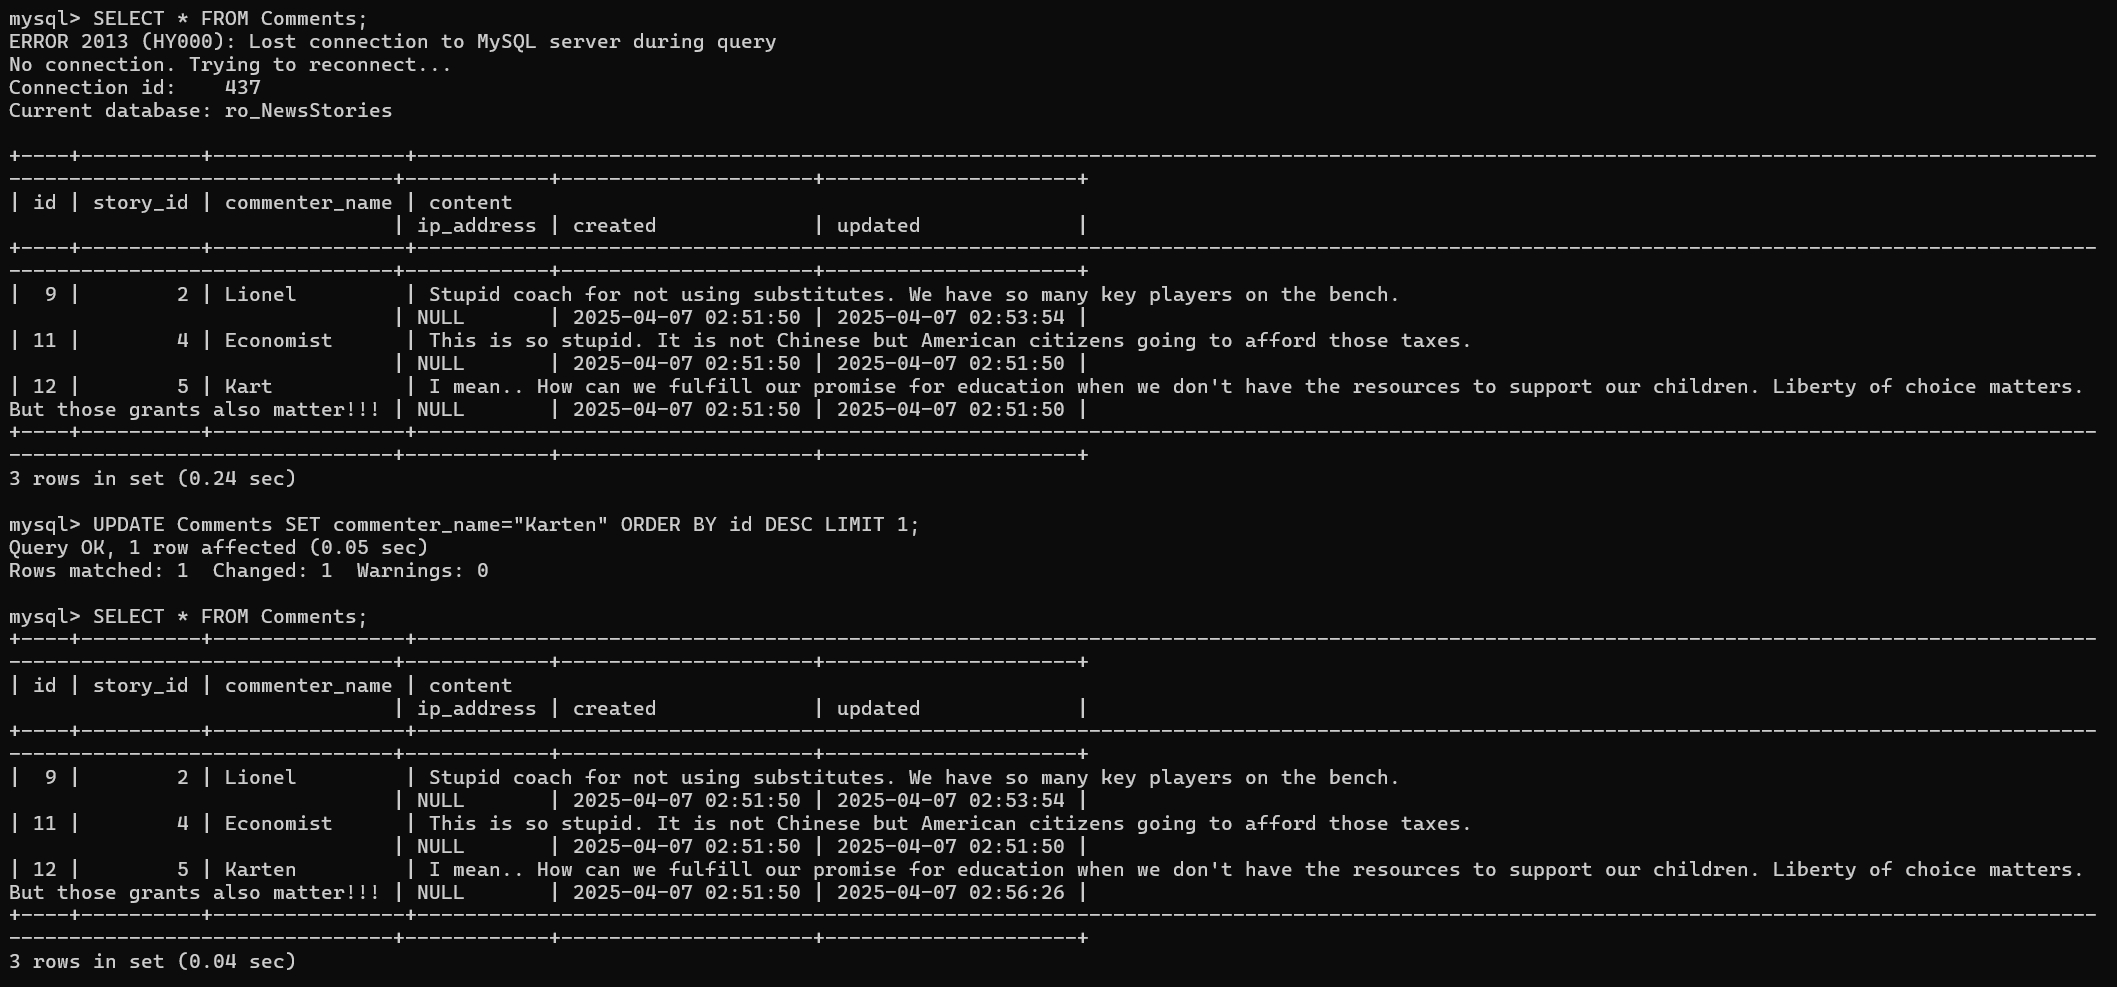 mysql> SELECT * FROM Comments;
ERROR 2013 (HY000): Lost connection to MySQL server during query
No connection. Trying to reconnect...
Connection id:    437
Current database: ro_NewsStories

+----+----------+----------------+--------------------------------------------------------------------------------------------------------------------------------------------
--------------------------------+------------+---------------------+---------------------+
| id | story_id | commenter_name | content
                                | ip_address | created             | updated             |
+----+----------+----------------+--------------------------------------------------------------------------------------------------------------------------------------------
--------------------------------+------------+---------------------+---------------------+
|  9 |        2 | Lionel         | Stupid coach for not using substitutes. We have so many key players on the bench.
                                | NULL       | 2025-04-07 02:51:50 | 2025-04-07 02:53:54 |
| 11 |        4 | Economist      | This is so stupid. It is not Chinese but American citizens going to afford those taxes.
                                | NULL       | 2025-04-07 02:51:50 | 2025-04-07 02:51:50 |
| 12 |        5 | Kart           | I mean.. How can we fulfill our promise for education when we don't have the resources to support our children. Liberty of choice matters.
But those grants also matter!!! | NULL       | 2025-04-07 02:51:50 | 2025-04-07 02:51:50 |
+----+----------+----------------+--------------------------------------------------------------------------------------------------------------------------------------------
--------------------------------+------------+---------------------+---------------------+
3 rows in set (0.24 sec)

mysql> UPDATE Comments SET commenter_name="Karten" ORDER BY id DESC LIMIT 1;
Query OK, 1 row affected (0.05 sec)
Rows matched: 1  Changed: 1  Warnings: 0

mysql> SELECT * FROM Comments;
+----+----------+----------------+--------------------------------------------------------------------------------------------------------------------------------------------
--------------------------------+------------+---------------------+---------------------+
| id | story_id | commenter_name | content
                                | ip_address | created             | updated             |
+----+----------+----------------+--------------------------------------------------------------------------------------------------------------------------------------------
--------------------------------+------------+---------------------+---------------------+
|  9 |        2 | Lionel         | Stupid coach for not using substitutes. We have so many key players on the bench.
                                | NULL       | 2025-04-07 02:51:50 | 2025-04-07 02:53:54 |
| 11 |        4 | Economist      | This is so stupid. It is not Chinese but American citizens going to afford those taxes.
                                | NULL       | 2025-04-07 02:51:50 | 2025-04-07 02:51:50 |
| 12 |        5 | Karten         | I mean.. How can we fulfill our promise for education when we don't have the resources to support our children. Liberty of choice matters.
But those grants also matter!!! | NULL       | 2025-04-07 02:51:50 | 2025-04-07 02:56:26 |
+----+----------+----------------+--------------------------------------------------------------------------------------------------------------------------------------------
--------------------------------+------------+---------------------+---------------------+
3 rows in set (0.04 sec)